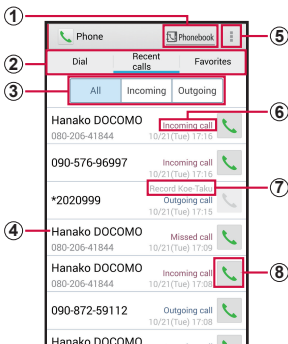 ①
Phone
Phonebook
⑤
②
Dial
Recent calls
Favorites
③
All
Incoming
Outgoing
⑥
Hanako DOCOMO
Incoming call
080-206-41844
10/21(Tue) 17:16
090-576-96997
Incoming call
10/21(Tue) 17:16
⑦
Record Koe-Taku
*2020999
Outgoing call
10/21(Tue) 17:15
④
Hanako DOCOMO
Missed call
080-206-41844
10/21(Tue) 17:09
Hanako DOCOMO
Incoming call
080-206-41844
10/21(Tue) 17:08
⑧
090-872-59112
Outgoing call
10/21(Tue) 17:08
Hanako DOCOMO